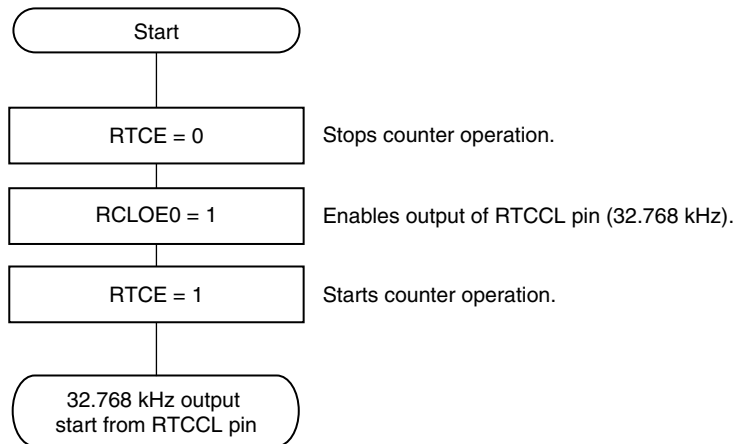 Start
RTCE = 0
Stops counter operation.
RCLOE0 = 1
Enables output of RTCCL pin (32.768 kHz).
RTCE = 1
Starts counter operation.
32.768 kHz output
start from RTCCL pin